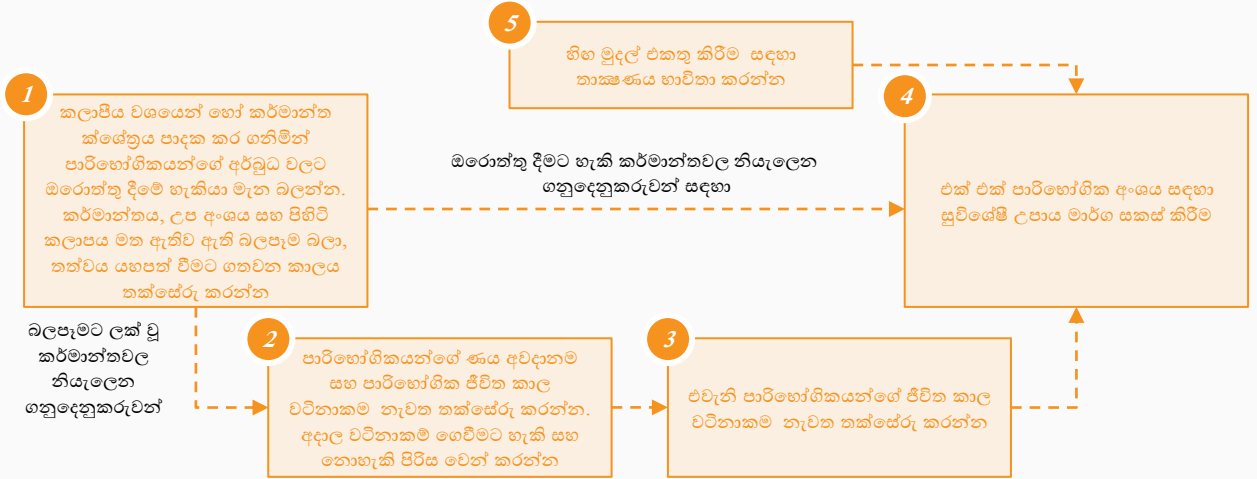 1
කලාපීය වශයෙන් හෝ කර්මාන්ත
ක්ශේත්‍රය පාදක කර ගනිමින්
පාරිභෝගිකයන්ගේ අර්බුධ වලට
ඔරොත්තු දීමේ හැකියා මැන බලන්න.
කර්මාන්තය, උප අංශය සහ පිහිටි
කලාපය මත ඇතිව ඇති බලපෑම බලා,
තත්වය යහපත් වීමට ගතවන කාලය
තක්සේරු කරන්න
5
හිඟ මුදල් එකතු කිරීම සඳහා
තාක්‍ෂණය භාවිතා කරන්න
ඔරොත්තු දීමට හැකි කර්මාන්තවල නියැලෙන
ගනුදෙනුකරුවන් සඳහා
4
එක් එක් පාරිභෝගික අංශය සඳහා
සුවිශේෂී උපාය මාර්ග සකස් කිරීම
බලපෑමට ලක් වූ
කර්මාන්තවල
නියැලෙන
ගනුදෙනුකරුවන්
2
පාරිභෝගිකයන්ගේ ණය අවදානම
සහ පාරිභෝගික ජීවිත කාල
වටිනාකම නැවත තක්සේරු කරන්න.
අදාල වටිනාකම් ගෙවීමට හැකි සහ
නොහැකි පිරිස වෙන් කරන්න
3
එවැනි පාරිභෝගිකයන්ගේ ජීවිත කාල
වටිනාකම නැවත තක්සේරු කරන්න